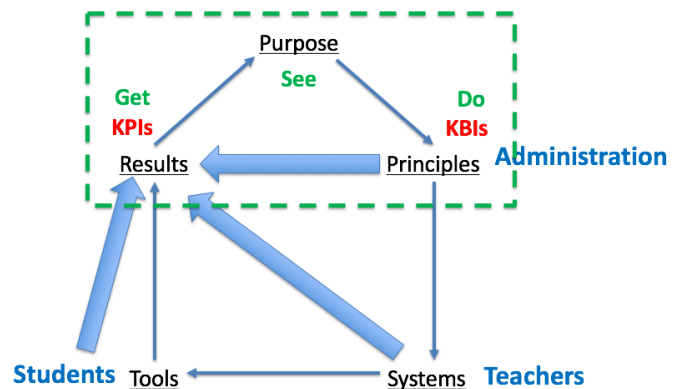 Purpose
See
Get
Do
KPIs
KBIs
Results
Principles
Administration
Students
Tools
Systems
Teachers